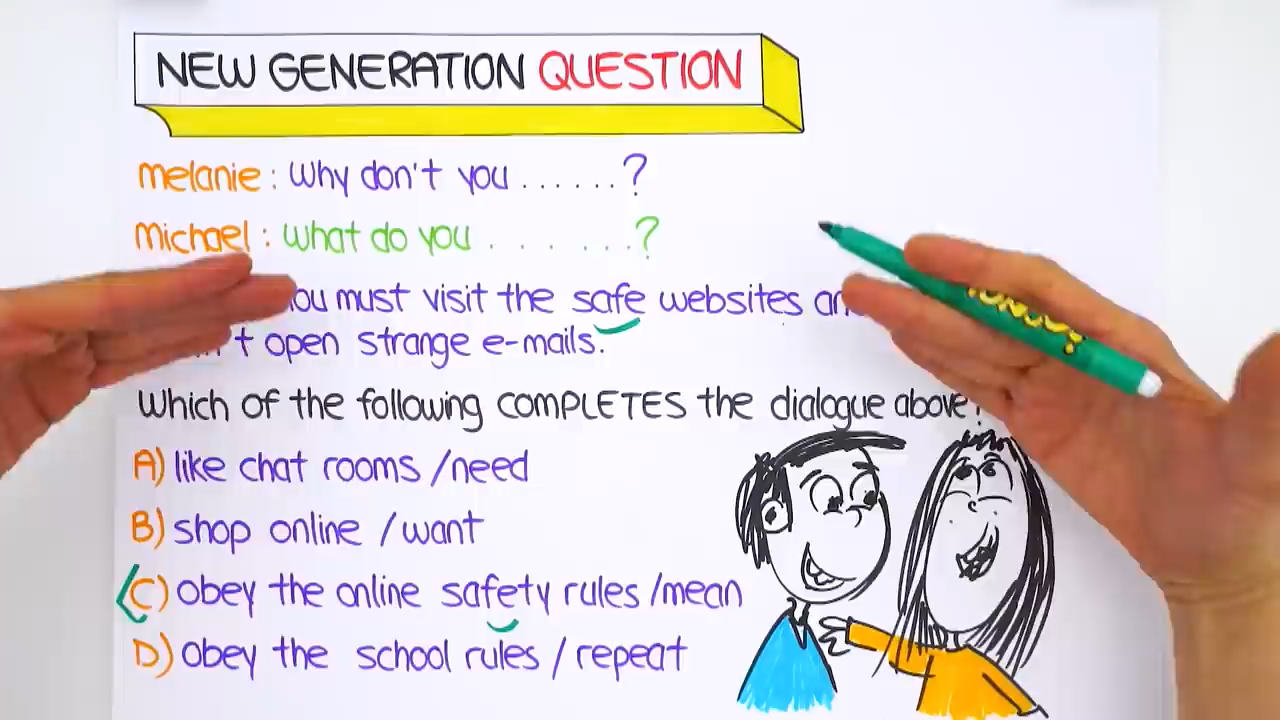 NEW GENERATION QUESTION
melanie: Why don't you ......?
michael: what do you .......?
ou must visit the safe websites an
't open strange e-mails.
Which of the following COMPLETES the dialogue above?
A) like chat rooms / need
B) shop online / want
C) obey the online safety rules / mean
D) obey the school rules / repeat